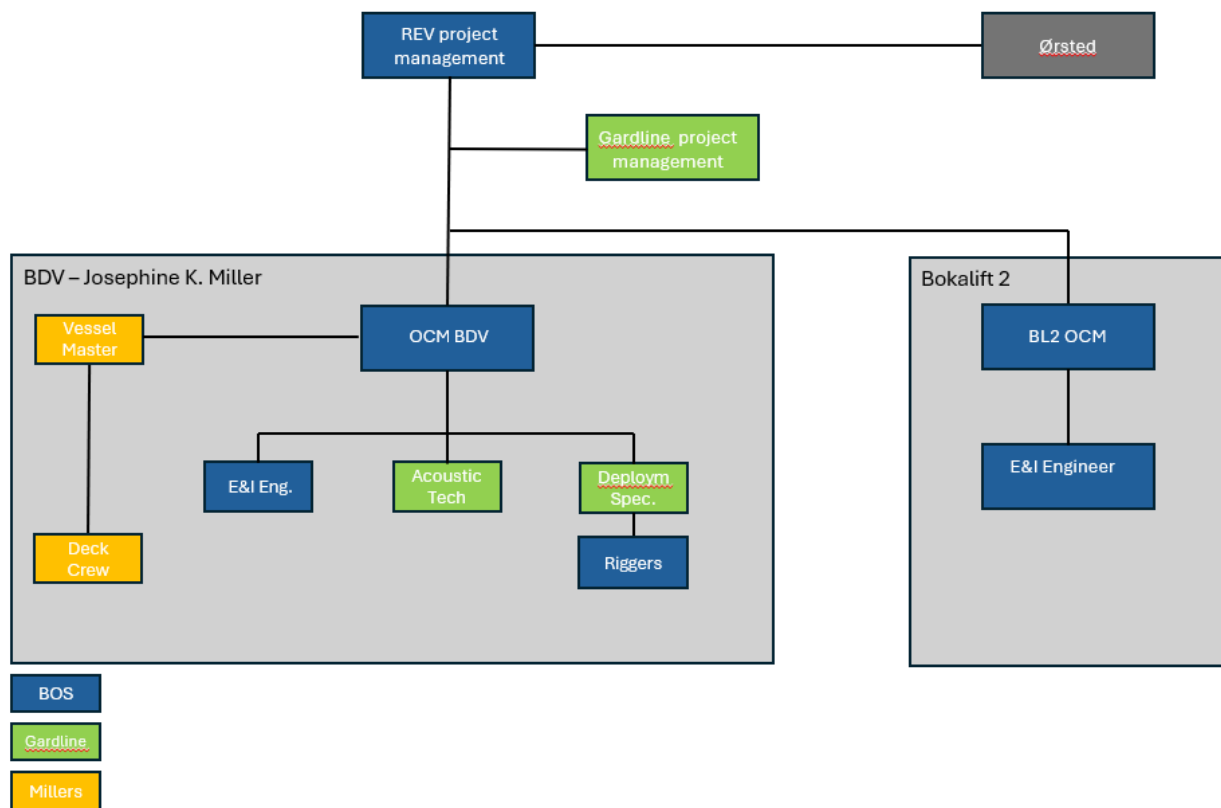 REV project
management
Ørsted
Gardline project
management
BDV – Josephine K. Miller
Bokalift 2
Vessel
Master
OCM BDV
BL2 OCM
E&I Eng.
Acoustic
Tech
Deploym
Spec.
E&I Engineer
Deck
Crew
Riggers
BOS
Gardline
Millers